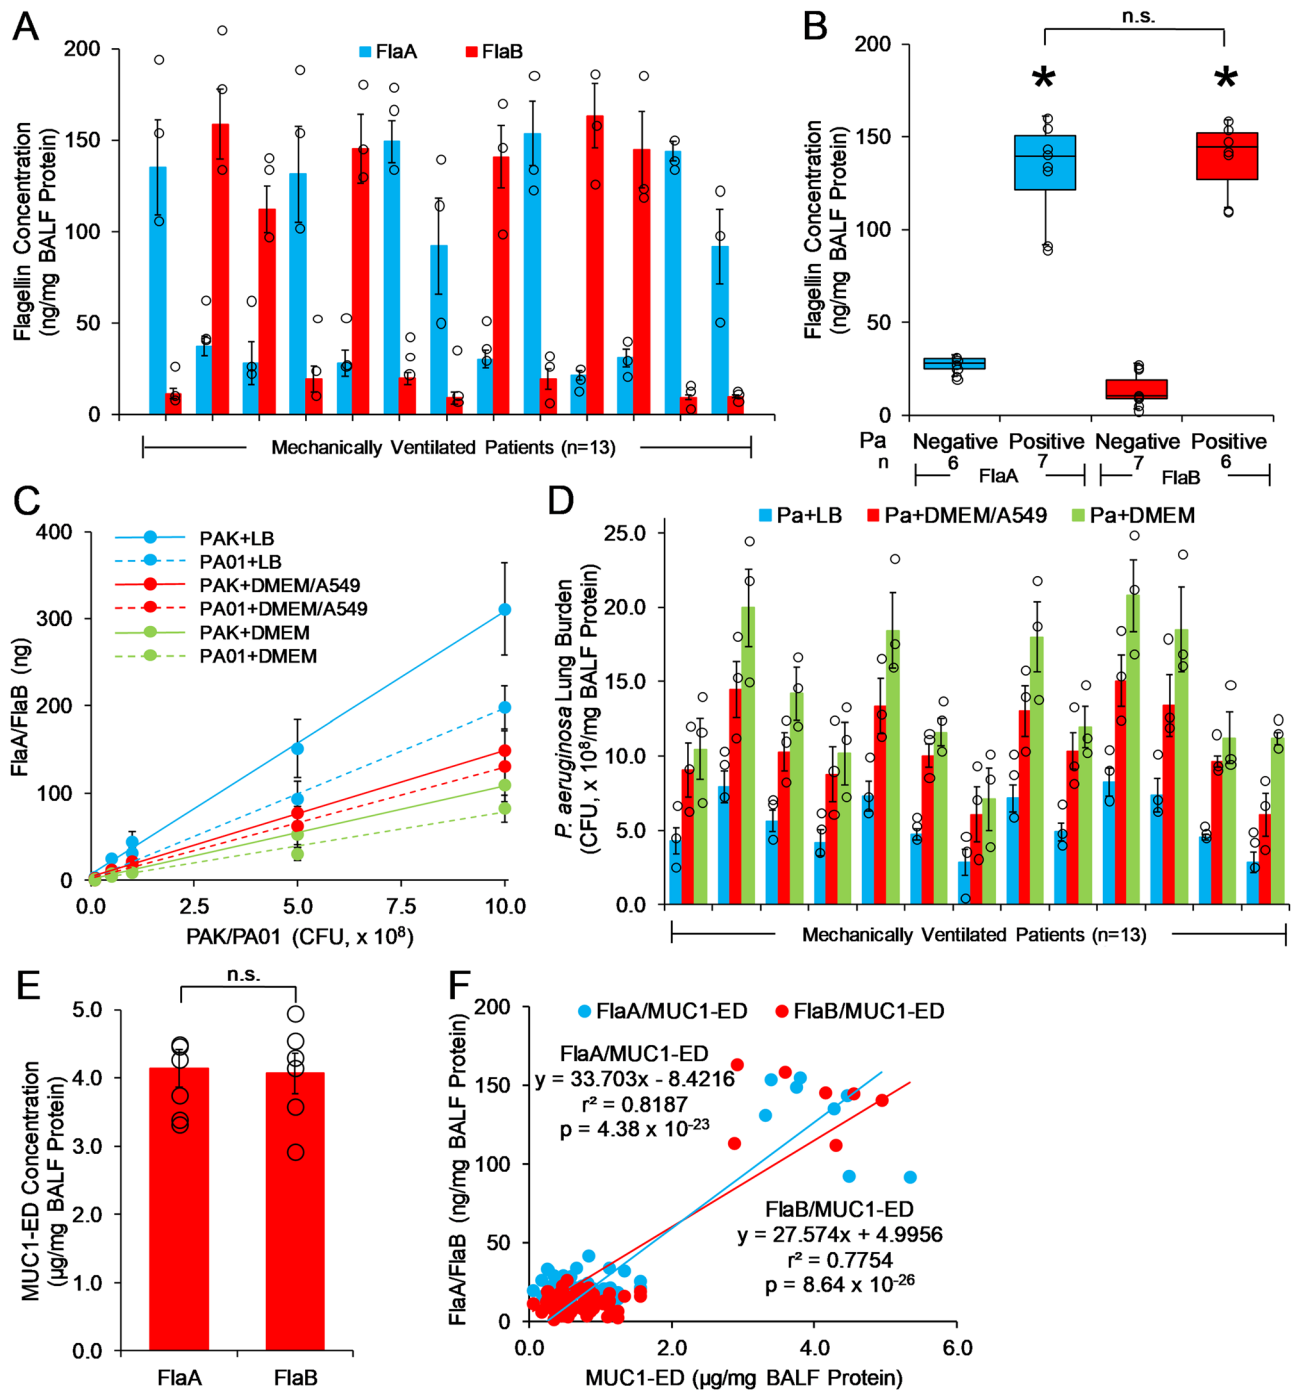 A
FlaA
FlaB
200
150
100
50
0
Flagellin Concentration
(ng/mg BALF Protein)
Mechanically Ventilated Patients (n=13)
B
n.s.
200
150
100
50
0
Flagellin Concentration
(ng/mg BALF Protein)
* *
Pa Negative Positive Negative Positive
n 6 7 7 6
FlaA FlaB
C
PAK+LB
PA01+LB
PAK+DMEM/A549
PA01+DMEM/A549
PAK+DMEM
PA01+DMEM
400
300
200
100
0
FlaA/FlaB (ng)
0.0 2.5 5.0 7.5 10.0
PAK/PA01 (CFU, x 10⁸)
D
Pa+LB Pa+DMEM/A549 Pa+DMEM
25.0
20.0
15.0
10.0
5.0
0.0
P. aeruginosa Lung Burden
(CFU, x 10⁸/mg BALF Protein)
Mechanically Ventilated Patients (n=13)
E
n.s.
5.0
4.0
3.0
2.0
1.0
0.0
MUC1-ED Concentration
(µg/mg BALF Protein)
FlaA FlaB
F
FlaA/MUC1-ED FlaB/MUC1-ED
200
150
100
50
0
FlaA/FlaB (ng/mg BALF Protein)
FlaA/MUC1-ED
y = 33.703x - 8.4216
r² = 0.8187
p = 4.38 x 10⁻²³
FlaB/MUC1-ED
y = 27.574x + 4.9956
r² = 0.7754
p = 8.64 x 10⁻²⁶
0.0 2.0 4.0 6.0
MUC1-ED (µg/mg BALF Protein)